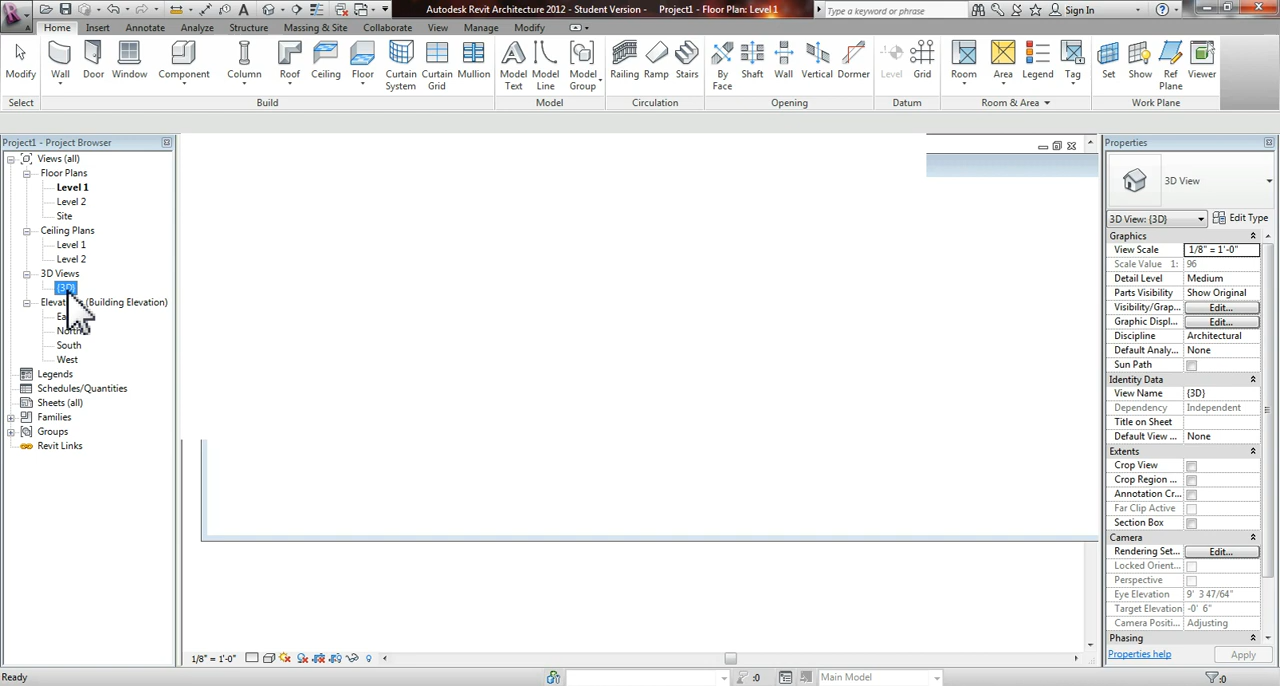 Autodesk Revit Architecture 2012 - Student Version - Project1 - Floor Plan: Level 1
Type a keyword or phrase
Sign In
Home Insert Annotate Analyze Structure Massing & Site Collaborate View Manage Modify
Modify Wall Door Window Component Column Roof Ceiling Floor Curtain System Curtain Grid Mullion Model Text Model Line Model Group Railing Ramp Stairs By Face Shaft Wall Vertical Dormer Level Grid Room Area Legend Tag Set Show Ref Plane Viewer
Select Build Model Circulation Opening Datum Room & Area Work Plane
Project1 - Project Browser
Views (all)
Floor Plans
Level 1
Level 2
Site
Ceiling Plans
Level 1
Level 2
3D Views
{3D}
(Building Elevation)
South
West
Legends
Schedules/Quantities
Sheets (all)
Families
Groups
Revit Links
Properties
3D View
3D View: {3D} Edit Type
Graphics
View Scale 1/8" = 1'-0"
Scale Value 1: 96
Detail Level Medium
Parts Visibility Show Original
Visibility/Grap... Edit...
Graphic Displ... Edit...
Discipline Architectural
Default Analy... None
Sun Path
Identity Data
View Name {3D}
Dependency Independent
Title on Sheet
Default View ... None
Extents
Crop View
Crop Region ...
Annotation Cr...
Far Clip Active
Section Box
Camera
Rendering Set... Edit...
Locked Orient...
Perspective
Eye Elevation 9' 3 47/64"
Target Elevation -0' 6"
Camera Positi... Adjusting
Phasing
Properties help Apply
1/8" = 1'-0"
Ready :0 Main Model :0